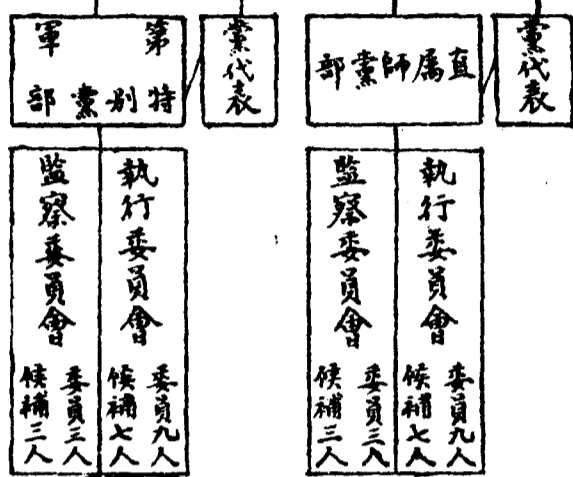 黨代表
直屬師黨部
執行委員會
委員九人
候補七人
監察委員會
委員三人
候補三人
黨代表
第 軍
特別黨部
執行委員會
委員九人
候補七人
監察委員會
委員三人
候補三人